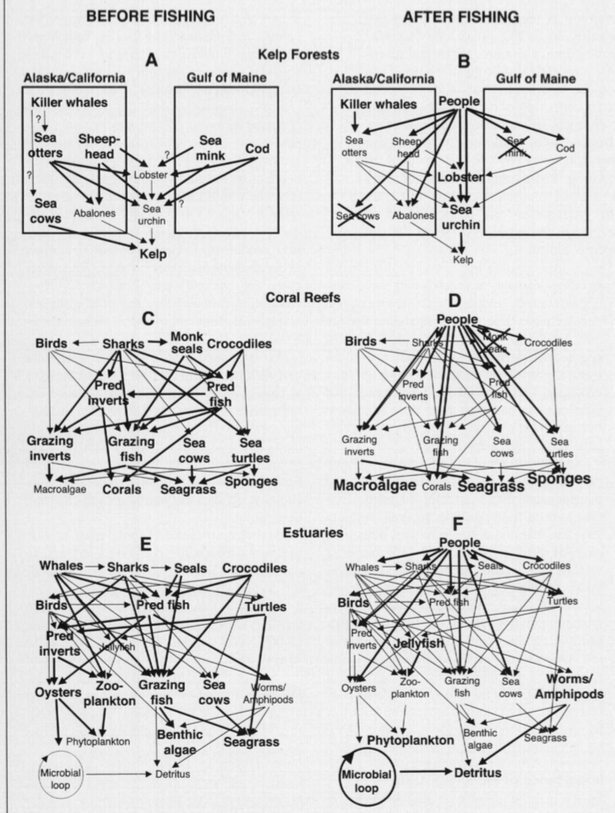 BEFORE FISHING
AFTER FISHING
Kelp Forests
A
Alaska/California
Gulf of Maine
Killer whales
?
Sea
otters
Sheep-
head
?
Sea
mink
Cod
?
Lobster
Sea
cows
Abalones
Sea
urchin
?
Kelp
B
Alaska/California
Gulf of Maine
Killer whales
People
Sea
otters
Sheep
head
Sea
mink
Cod
Lobster
Sea cows
Abalones
Sea
urchin
Kelp
Coral Reefs
C
Birds
Sharks
Monk
seals
Crocodiles
Pred
inverts
Pred
fish
Grazing
inverts
Grazing
fish
Sea
cows
Sea
turtles
Macroalgae
Corals
Seagrass
Sponges
D
People
Birds
Sharks
Monk
seals
Crocodiles
Pred
inverts
Pred
fish
Grazing
inverts
Grazing
fish
Sea
cows
Sea
turtles
Macroalgae
Corals
Seagrass
Sponges
Estuaries
E
Whales
Sharks
Seals
Crocodiles
Birds
Pred fish
Turtles
Pred
inverts
Jellyfish
Oysters
Zoo-
plankton
Grazing
fish
Sea
cows
Worms/
Amphipods
Phytoplankton
Benthic
algae
Seagrass
Microbial
loop
Detritus
F
People
Whales
Sharks
Seals
Crocodiles
Birds
Pred fish
Turtles
Pred
inverts
Jellyfish
Oysters
Zoo-
plankton
Grazing
fish
Sea
cows
Worms/
Amphipods
Phytoplankton
Benthic
algae
Seagrass
Microbial
loop
Detritus